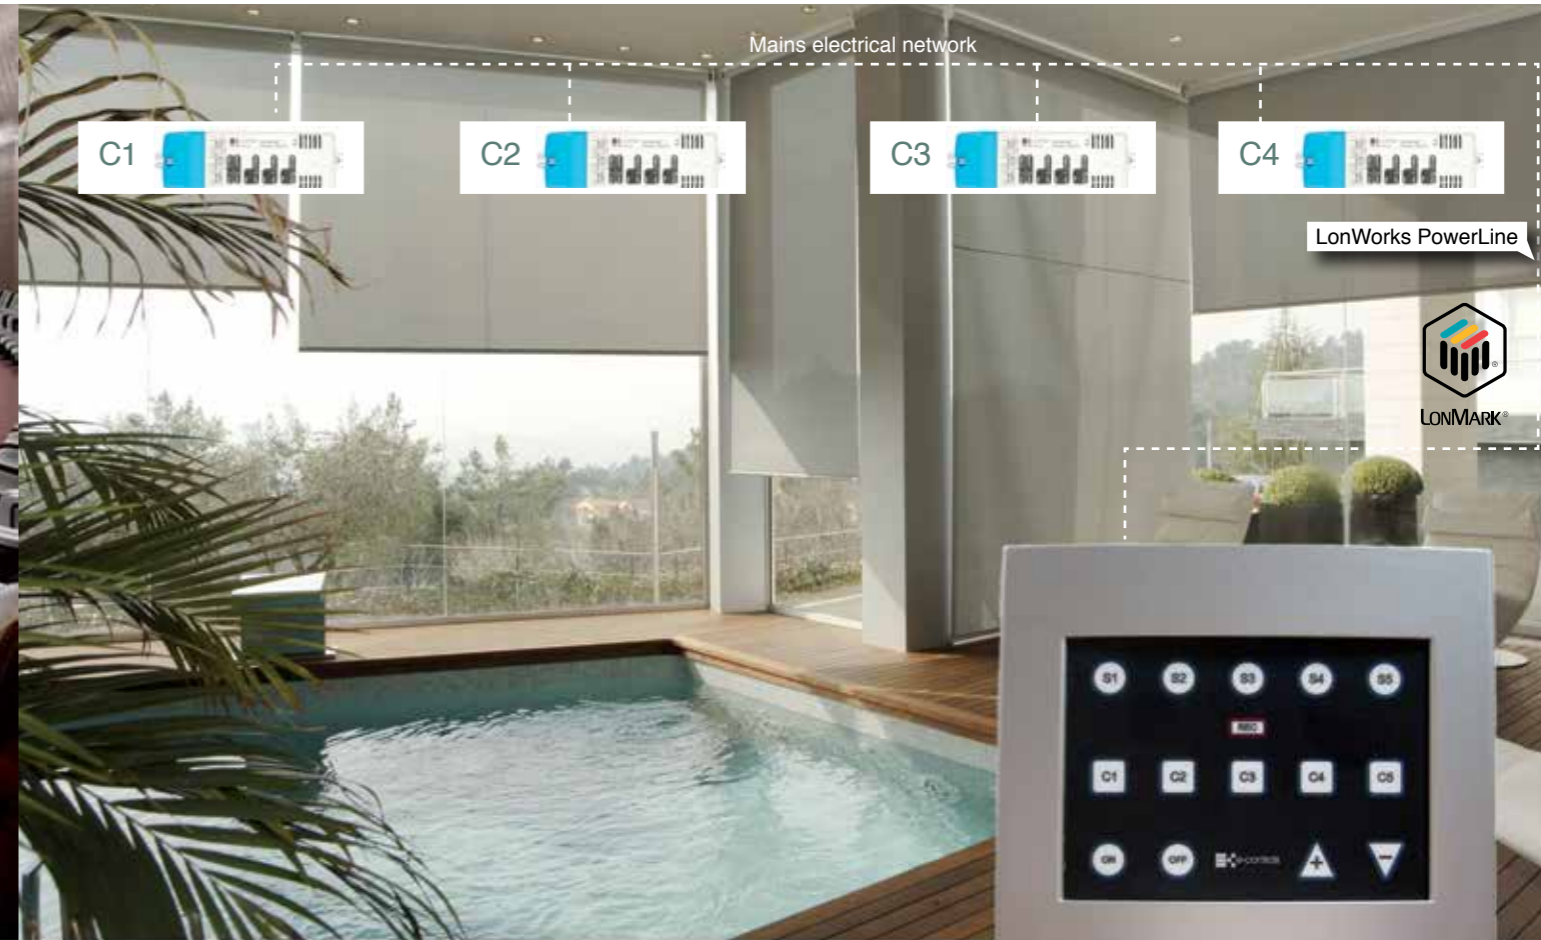 Mains electrical network
C1 C2 C3 C4
LonWorks PowerLine
LONMARK®
S1 S2 S3 S4 S5
REC
C1 C2 C3 C4 C5
ON OFF e-controls + -